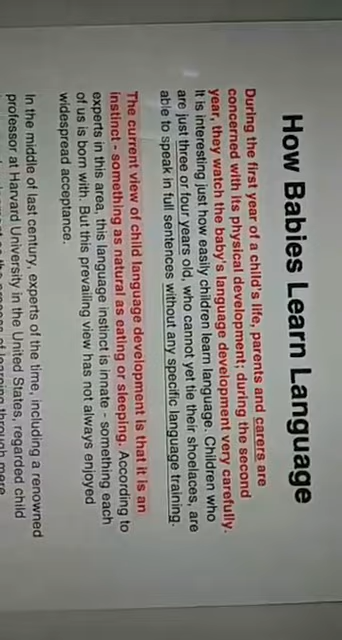 How Babies Learn Language
During the first year of a child's life, parents and carers are
concerned with its physical development; during the second
year, they watch the baby's language development very carefully.
It is interesting just how easily children learn language. Children who
are just three or four years old, who cannot yet tie their shoelaces, are
able to speak in full sentences without any specific language training.
The current view of child language development is that it is an
instinct - something as natural as eating or sleeping. According to
experts in this area, this language instinct is innate - something each
of us is born with. But this prevailing view has not always enjoyed
widespread acceptance.
In the middle of last century, experts of the time, including a renowned
professor at Harvard University in the United States, regarded child